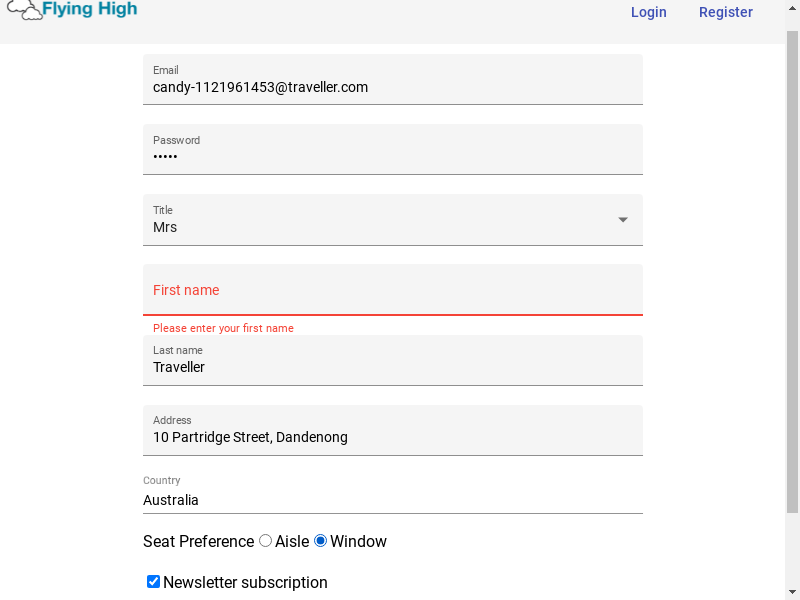 Flying High
Login Register
Email
candy-1121961453@traveller.com
Password
•••••
Title
Mrs
First name
Please enter your first name
Last name
Traveller
Address
10 Partridge Street, Dandenong
Country
Australia
Seat Preference Aisle Window
Newsletter subscription